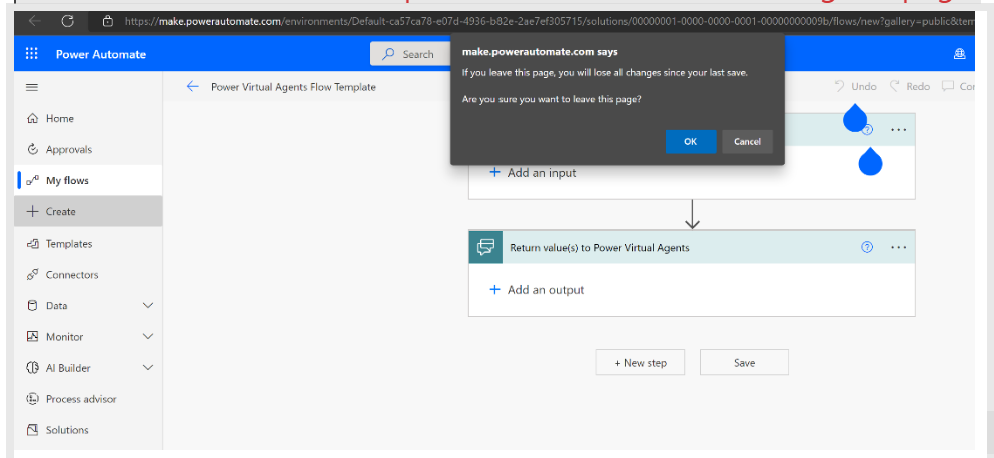 https://make.powerautomate.com/environments/Default-ca57ca78-e07d-4936-b82e-2ae7ef305715/solutions/00000001-0000-0000-0001-00000000009b/flows/new?gallery=public&tem
Power Automate
Search
make.powerautomate.com says
If you leave this page, you will lose all changes since your last save.
Are you sure you want to leave this page?
OK Cancel
Power Virtual Agents Flow Template
Undo Redo Con
Home
Approvals
My flows
Create
Templates
Connectors
Data
Monitor
AI Builder
Process advisor
Solutions
+ Add an input
Return value(s) to Power Virtual Agents
+ Add an output
+ New step
Save